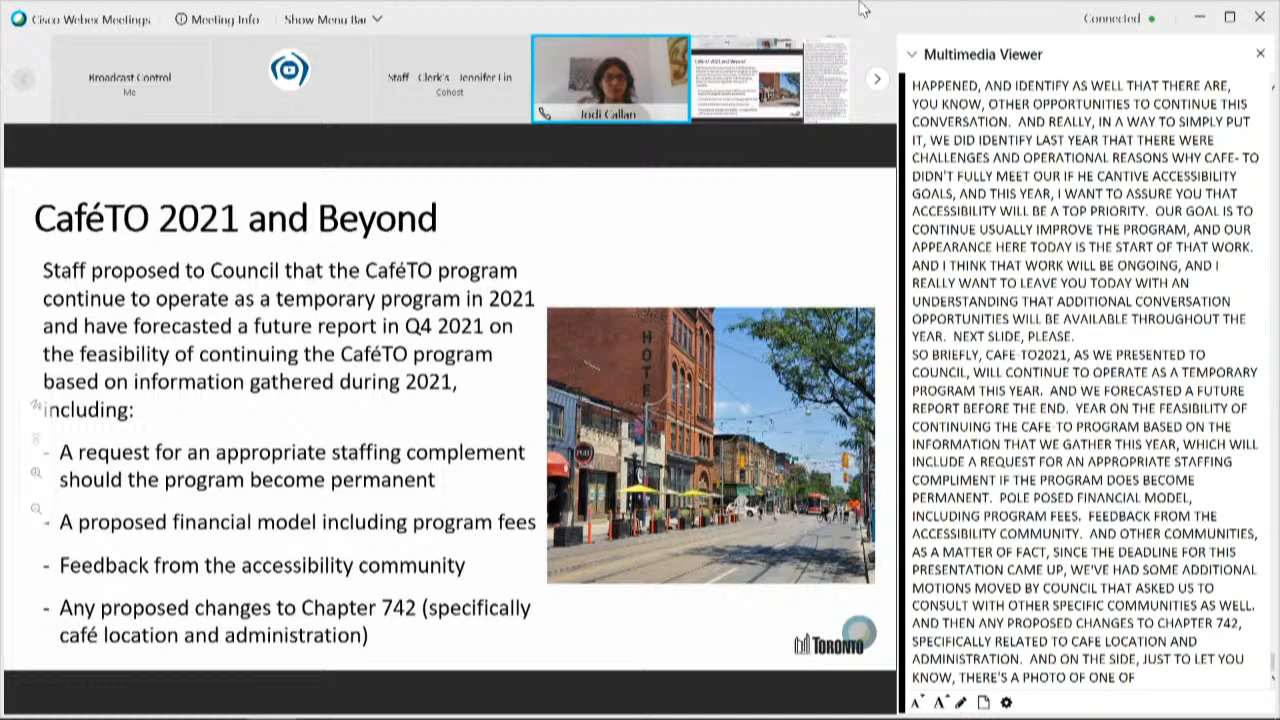 Cisco Webex Meetings
Meeting Info
Show Menu Bar
Connected
Broadcast Control
Cohost
Jodi Callan
CaféTO 2021 and Beyond
Multimedia Viewer
CaféTO 2021 and Beyond
Staff proposed to Council that the CaféTO program
continue to operate as a temporary program in 2021
and have forecasted a future report in Q4 2021 on
the feasibility of continuing the CaféTO program
based on information gathered during 2021,
including:
- A request for an appropriate staffing complement
should the program become permanent
- A proposed financial model including program fees
- Feedback from the accessibility community
- Any proposed changes to Chapter 742 (specifically
café location and administration)
HOTE
TORONTO
HAPPENED, AND IDENTIFY AS WELL THAT THERE ARE,
YOU KNOW, OTHER OPPORTUNITIES TO CONTINUE THIS
CONVERSATION. AND REALLY, IN A WAY TO SIMPLY PUT
IT, WE DID IDENTIFY LAST YEAR THAT THERE WERE
CHALLENGES AND OPERATIONAL REASONS WHY CAFE- TO
DIDN'T FULLY MEET OUR IF HE CANTIVE ACCESSIBILITY
GOALS, AND THIS YEAR, I WANT TO ASSURE YOU THAT
ACCESSIBILITY WILL BE A TOP PRIORITY. OUR GOAL IS TO
CONTINUE USUALLY IMPROVE THE PROGRAM, AND OUR
APPEARANCE HERE TODAY IS THE START OF THAT WORK.
AND I THINK THAT WORK WILL BE ONGOING, AND I
REALLY WANT TO LEAVE YOU TODAY WITH AN
UNDERSTANDING THAT ADDITIONAL CONVERSATION
OPPORTUNITIES WILL BE AVAILABLE THROUGHOUT THE
YEAR. NEXT SLIDE, PLEASE.
SO BRIEFLY, CAFE-TO2021, AS WE PRESENTED TO
COUNCIL, WILL CONTINUE TO OPERATE AS A TEMPORARY
PROGRAM THIS YEAR. AND WE FORECASTED A FUTURE
REPORT BEFORE THE END. YEAR ON THE FEASIBILITY OF
CONTINUING THE CAFE-TO PROGRAM BASED ON THE
INFORMATION THAT WE GATHER THIS YEAR, WHICH WILL
INCLUDE A REQUEST FOR AN APPROPRIATE STAFFING
COMPLIMENT IF THE PROGRAM DOES BECOME
PERMANENT. POLE POSED FINANCIAL MODEL,
INCLUDING PROGRAM FEES. FEEDBACK FROM THE
ACCESSIBILITY COMMUNITY. AND OTHER COMMUNITIES,
AS A MATTER OF FACT, SINCE THE DEADLINE FOR THIS
PRESENTATION CAME UP, WE'VE HAD SOME ADDITIONAL
MOTIONS MOVED BY COUNCIL THAT ASKED US TO
CONSULT WITH OTHER SPECIFIC COMMUNITIES AS WELL.
AND THEN ANY PROPOSED CHANGES TO CHAPTER 742,
SPECIFICALLY RELATED TO CAFE LOCATION AND
ADMINISTRATION. AND ON THE SIDE, JUST TO LET YOU
KNOW, THERE'S A PHOTO OF ONE OF